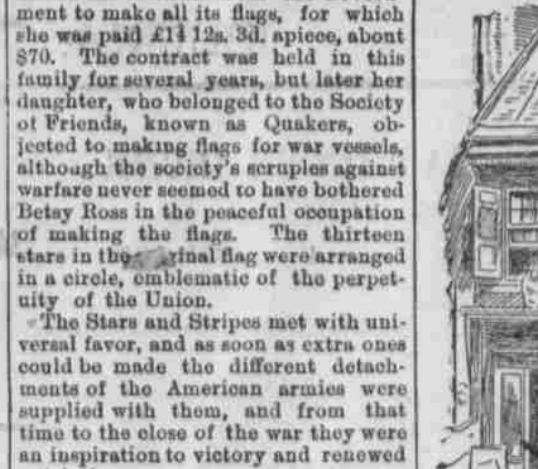 ment to make all its flags, for which
she was paid £14 12s. 3d. apiece, about
$70. The contract was held in this
family for several years, but later her
daughter, who belonged to the Society
of Friends, known as Quakers, ob-
jected to making flags for war vessels,
although the society's scruples against
warfare never seemed to have bothered
Betsy Ross in the peaceful occupation
of making the flags. The thirteen
stars in the flag were arranged
in a circle, emblematic of the perpet-
uity of the Union.
The Stars and Stripes met with uni-
versal favor, and as soon as extra ones
could be made the different detach-
ments of the American armies were
supplied with them, and from that
time to the close of the war they were
an inspiration to victory and renewed